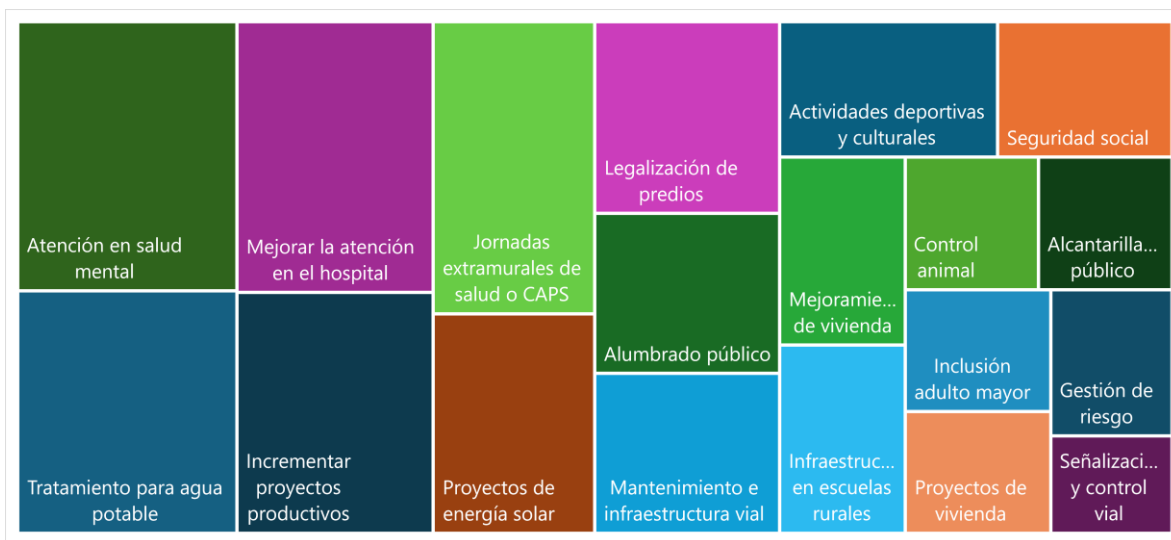 Atención en salud
mental
Tratamiento para agua
potable
Mejorar la atención
en el hospital
Incrementar
proyectos
productivos
Jornadas
extramurales de
salud o CAPS
Proyectos de
energía solar
Legalización de
predios
Alumbrado público
Mantenimiento e
infraestructura vial
Actividades deportivas
y culturales
Seguridad social
Mejoramie...
de vivienda
Infraestruc...
en escuelas
rurales
Control
animal
Alcantarilla...
público
Inclusión
adulto mayor
Gestión de
riesgo
Proyectos de
vivienda
Señalizaci...
y control
vial